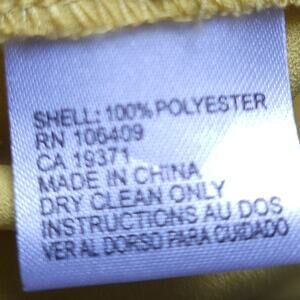 SHELL: 100% POLYESTER
RN 106409
CA 19371
MADE IN CHINA
DRY CLEAN ONLY
INSTRUCTIONS AU DOS
VER AL DORSO PARA CUIDADO